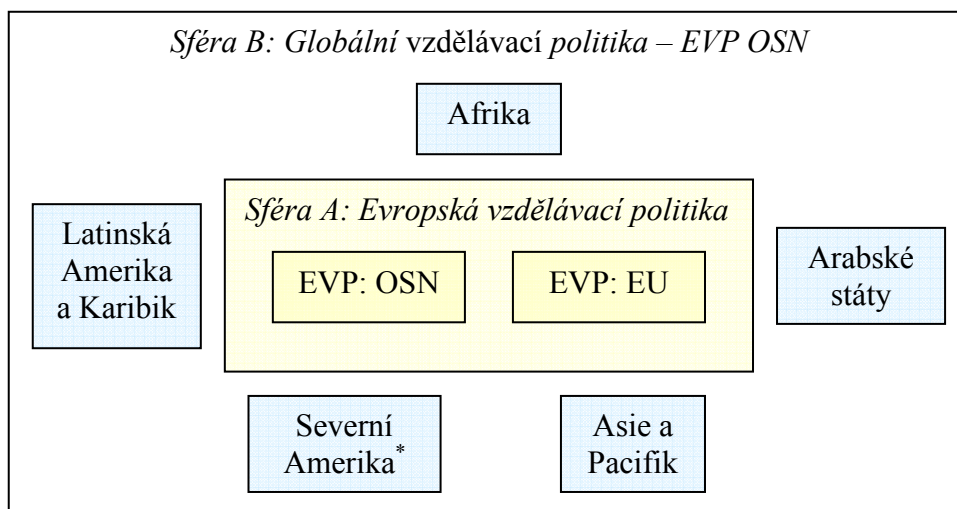 Sféra B: Globální vzdělávací politika – EVP OSN
Afrika
Sféra A: Evropská vzdělávací politika
Latinská
Amerika
a Karibik
EVP: OSN
EVP: EU
Arabské
státy
Severní
Amerika*
Asie a
Pacifik